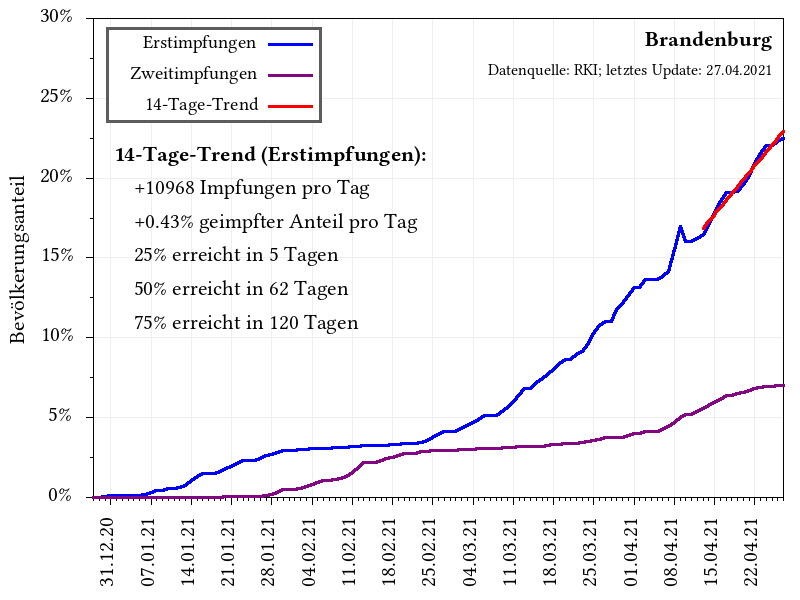 30%
25%
20%
15%
10%
5%
0%
Bevölkerungsanteil
Erstimpfungen
Zweitimpfungen
14-Tage-Trend
Brandenburg
Datenquelle: RKI; letztes Update: 27.04.2021
14-Tage-Trend (Erstimpfungen):
+10968 Impfungen pro Tag
+0.43% geimpfter Anteil pro Tag
25% erreicht in 5 Tagen
50% erreicht in 62 Tagen
75% erreicht in 120 Tagen
31.12.20
07.01.21
14.01.21
21.01.21
28.01.21
04.02.21
11.02.21
18.02.21
25.02.21
04.03.21
11.03.21
18.03.21
25.03.21
01.04.21
08.04.21
15.04.21
22.04.21